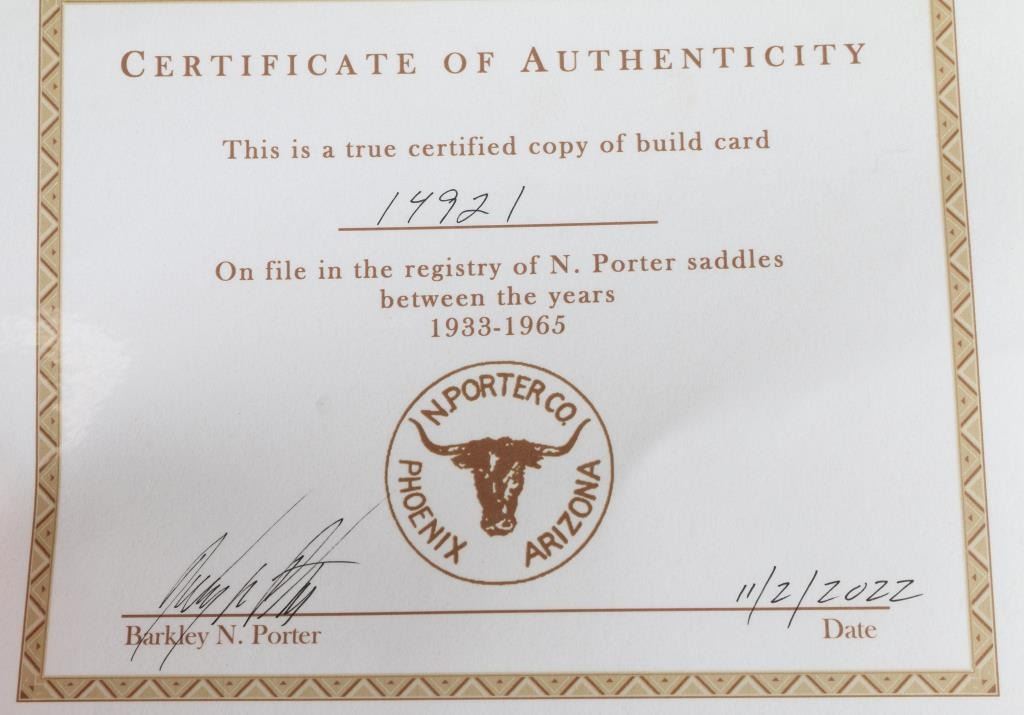 CERTIFICATE OF AUTHENTICITY
This is a true certified copy of build card
14921
On file in the registry of N. Porter saddles
between the years
1933-1965
N. PORTER CO.
PHOENIX ARIZONA
11/2/2022
Barkley N. Porter Date